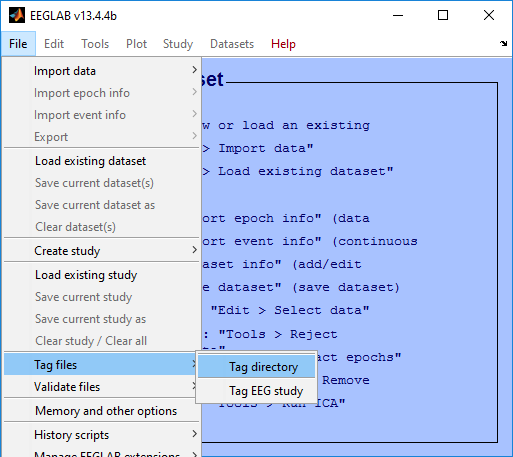 EEGLAB v13.4.4b
File Edit Tools Plot Study Datasets Help
Import data
Import epoch info
Import event info
Export
Load existing dataset
Save current dataset(s)
Save current dataset as
Clear dataset(s)
Create study
Load existing study
Save current study
Save current study as
Clear study / Clear all
Tag files
Validate files
Memory and other options
History scripts
Manage EEGLAB extensions
Tag directory
Tag EEG study
set
w or load an existing
> Import data"
> Load existing dataset"
ort epoch info" (data
ort event info" (continuous
aset info" (add/edit
e dataset" (save dataset)
"Edit > Select data"
: "Tools > Reject
act epochs"
Remove
"Tools > Run ICA"